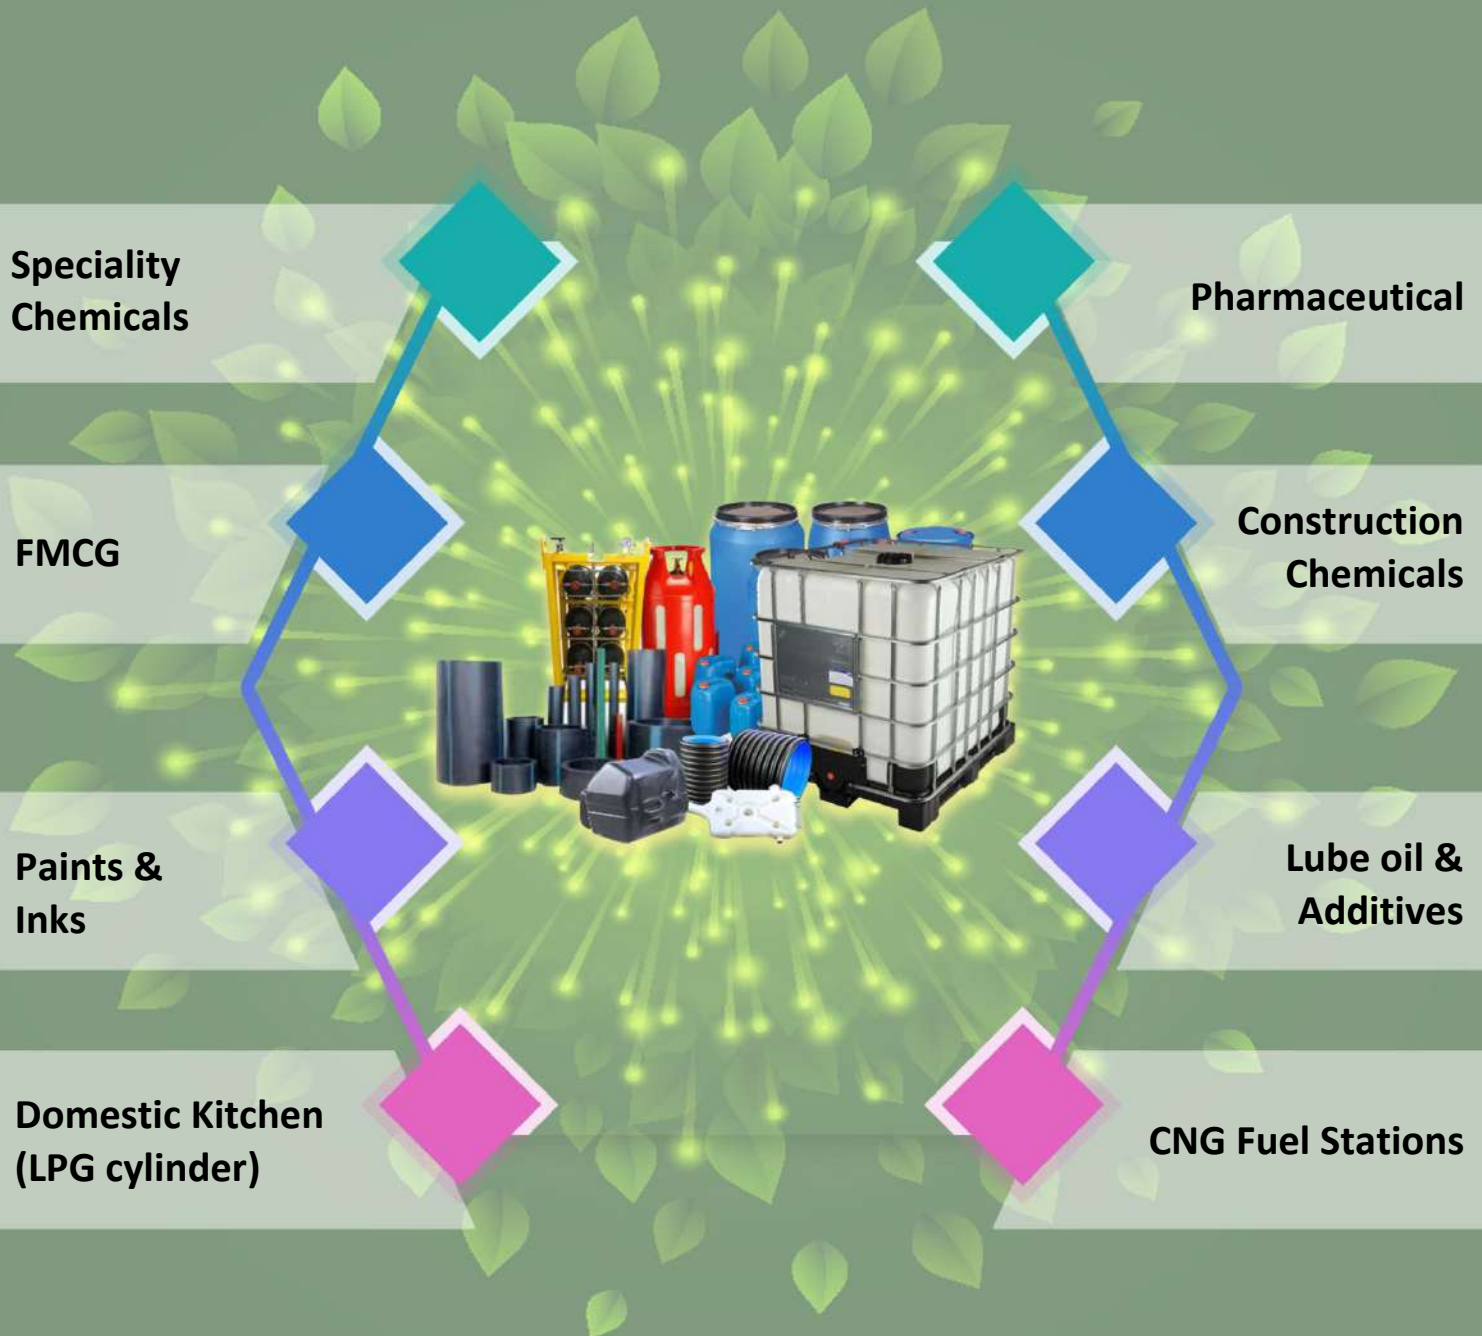 Speciality
Chemicals
Pharmaceutical
FMCG
Construction
Chemicals
Paints &
Inks
Lube oil &
Additives
Domestic Kitchen
(LPG cylinder)
CNG Fuel Stations